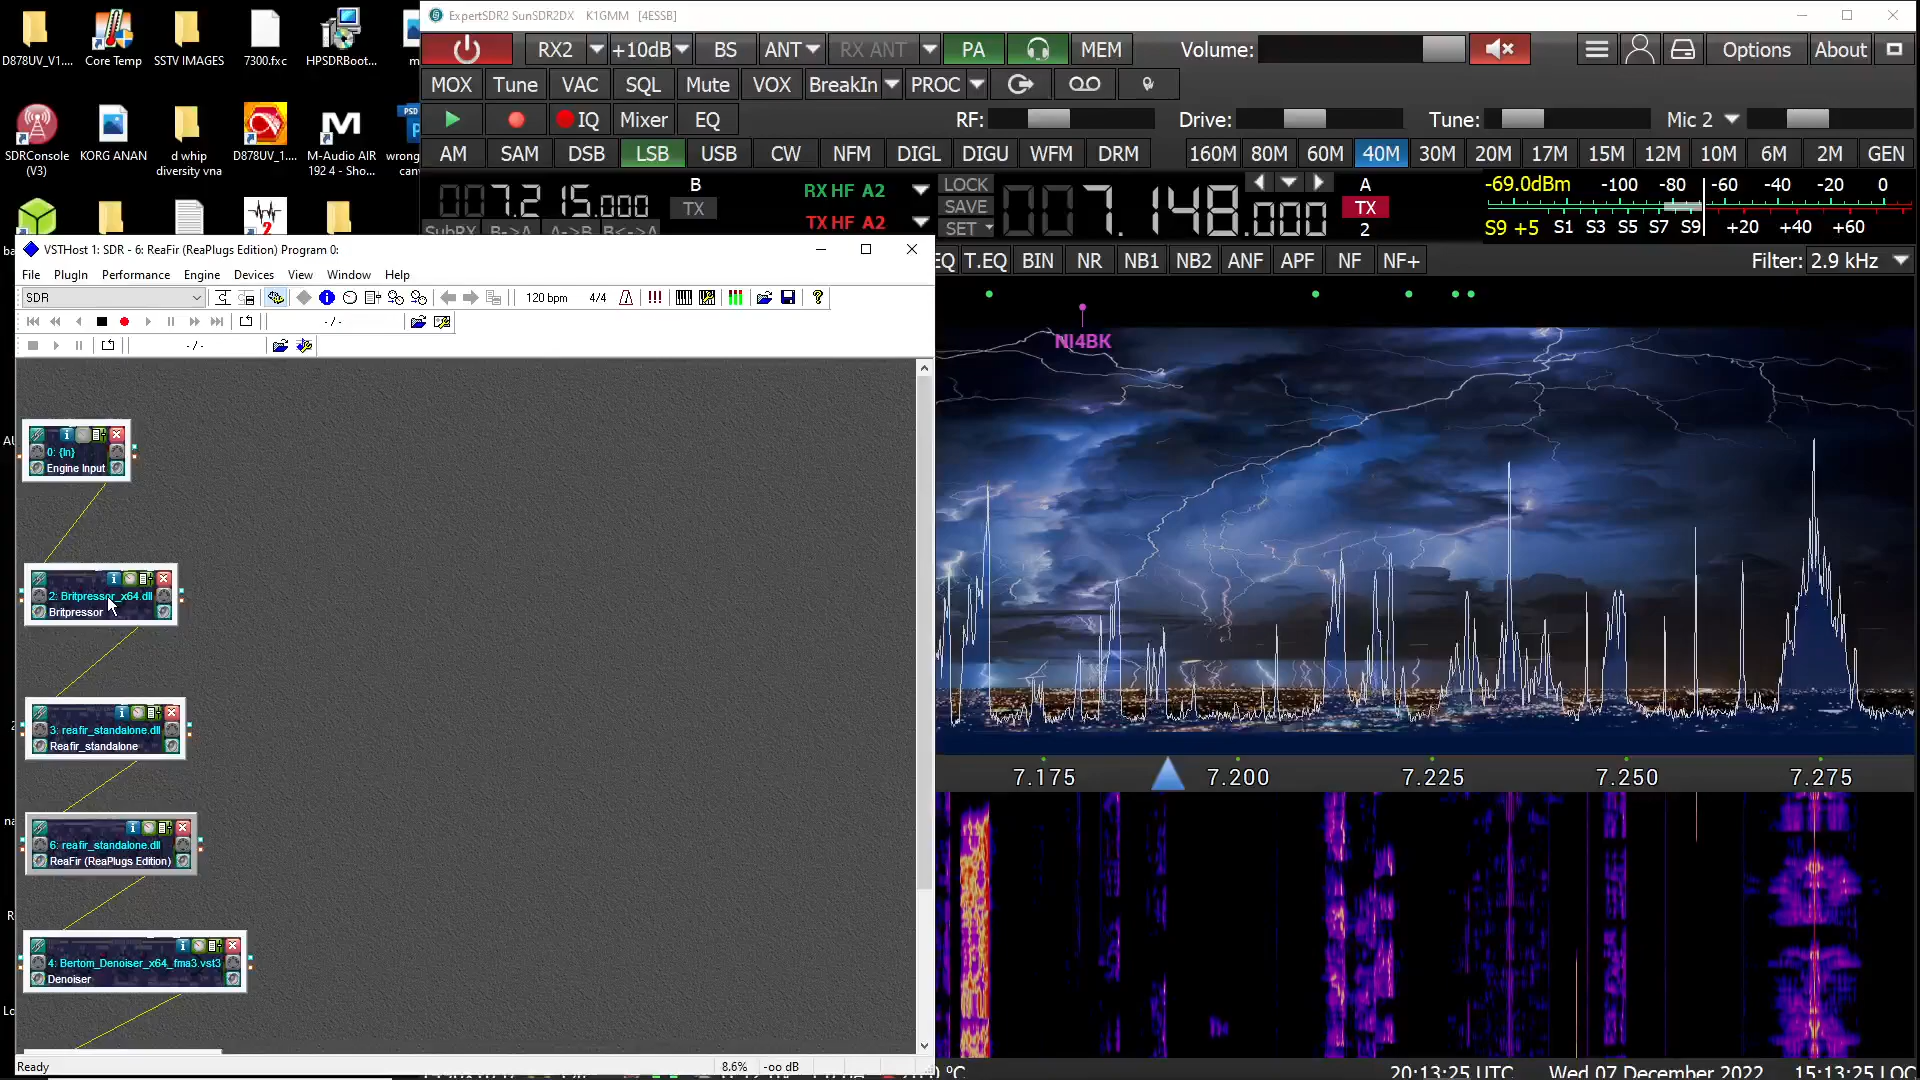 D878UV_V1....
Core Temp
SSTV IMAGES
7300.fxc
HPSDRBoot...
SDRConsole
(V3)
KORG ANAN
d whip
diversity vna
D878UV_1....
M-Audio AIR
192 4 - Sho...
PSD
wrong
ExpertSDR2 SunSDR2DX K1GMM [4ESSB]
RX2 +10dB BS ANT RX ANT PA MEM Volume: Options About
MOX Tune VAC SQL Mute VOX BreakIn PROC
IQ Mixer EQ RF: Drive: Tune: Mic 2
AM SAM DSB LSB USB CW NFM DIGL DIGU WFM DRM 160M 80M 60M 40M 30M 20M 17M 15M 12M 10M 6M 2M GEN
007.215.000 B TX RX HF A2 TX HF A2
SubRX B->A A->B B<->A
LOCK
SAVE
SET
007.148.000 A TX 2
-69.0dBm -100 -80 -60 -40 -20 0
S9 +5 S1 S3 S5 S7 S9 +20 +40 +60
EQ T.EQ BIN NR NB1 NB2 ANF APF NF NF+ Filter: 2.9 kHz
VSTHost 1: SDR - 6: ReaFir (ReaPlugs Edition) Program 0:
File PlugIn Performance Engine Devices View Window Help
SDR 120 bpm 4/4
- / -
- / -
0: {In}
Engine Input
2: Britpressor_x64.dll
Britpressor
3: reafir_standalone.dll
Reafir_standalone
6: reafir_standalone.dll
ReaFir (ReaPlugs Edition)
4: Bertom_Denoiser_x64_fma3.vst3
Denoiser
Ready 8.6% -oo dB
NI4BK
7.175 7.200 7.225 7.250 7.275
°C 20:13:25 UTC Wed 07 December 2022 15:13:25 LOC